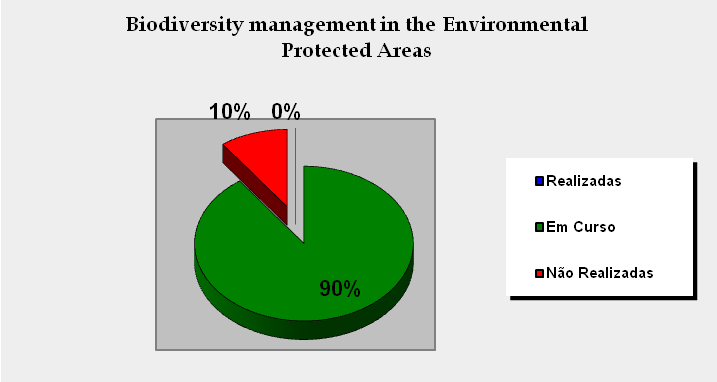 Biodiversity management in the Environmental
Protected Areas
10% 0%
90%
Realizadas
Em Curso
Não Realizadas